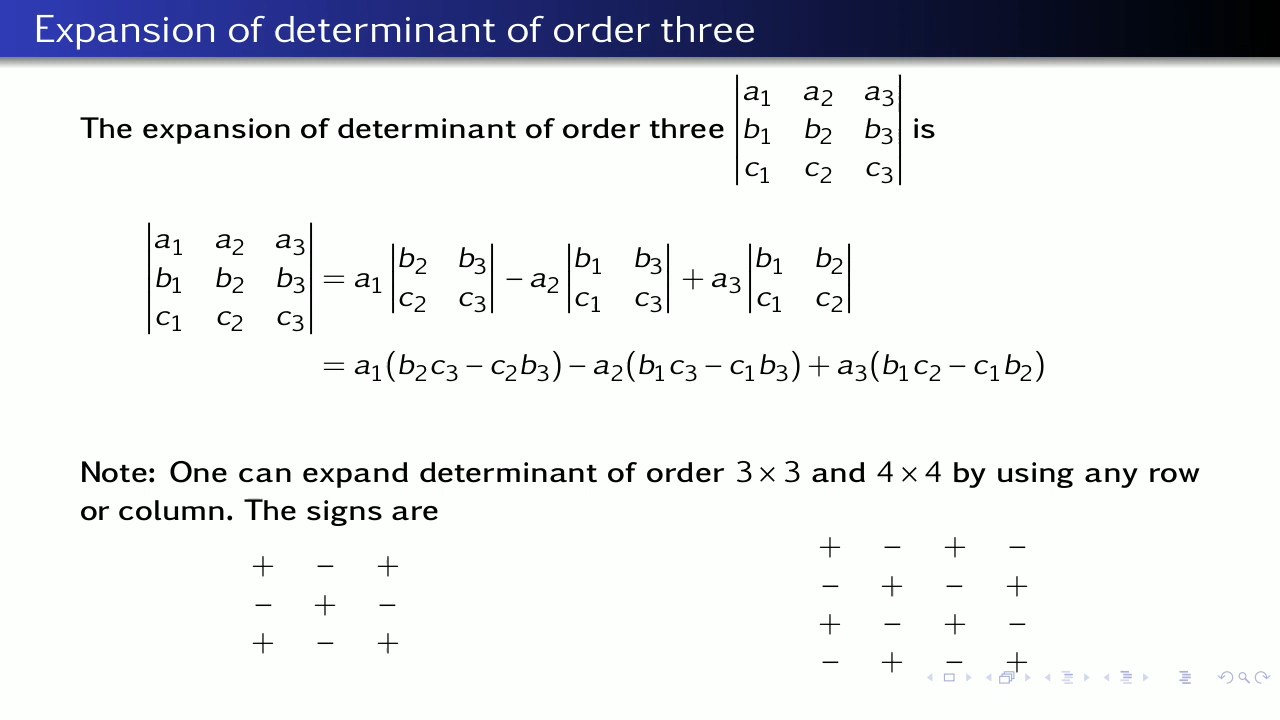 Expansion of determinant of order three
The expansion of determinant of order three |a₁ a₂ a₃| is
|b₁ b₂ b₃|
|c₁ c₂ c₃|
|a₁ a₂ a₃|
|b₁ b₂ b₃|
|c₁ c₂ c₃|
= a₁ |b₂ b₃| − a₂ |b₁ b₃| + a₃ |b₁ b₂|
|c₂ c₃| |c₁ c₃| |c₁ c₂|
= a₁(b₂c₃ − c₂b₃) − a₂(b₁c₃ − c₁b₃) + a₃(b₁c₂ − c₁b₂)
Note: One can expand determinant of order 3 × 3 and 4 × 4 by using any row
or column. The signs are
+ − +
− + −
+ − +
+ − + −
− + − +
+ − + −
− + − +